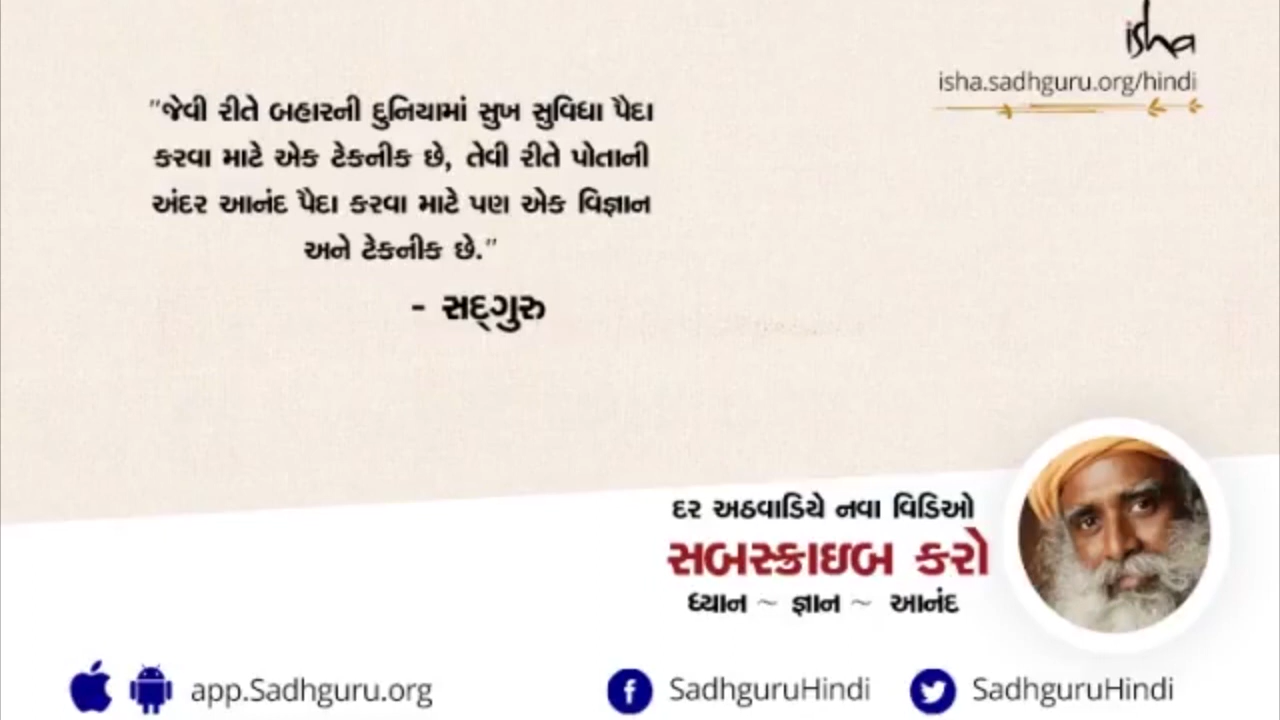 isha
isha.sadhguru.org/hindi
"જેવી રીતે બહારની દુનિયામાં સુખ સુવિધા પૈદા
કરવા માટે એક ટેકનીક છે, તેવી રીતે પોતાની
અંદર આનંદ પૈદા કરવા માટે પણ એક વિજ્ઞાન
અને ટેકનીક છે."
- સદ્‌ગુરુ
દર અઠવાડિયે નવા વિડિઓ
સબસ્ક્રાઇબ કરો
ધ્યાન ~ જ્ઞાન ~ આનંદ
app.Sadhguru.org
SadhguruHindi
SadhguruHindi